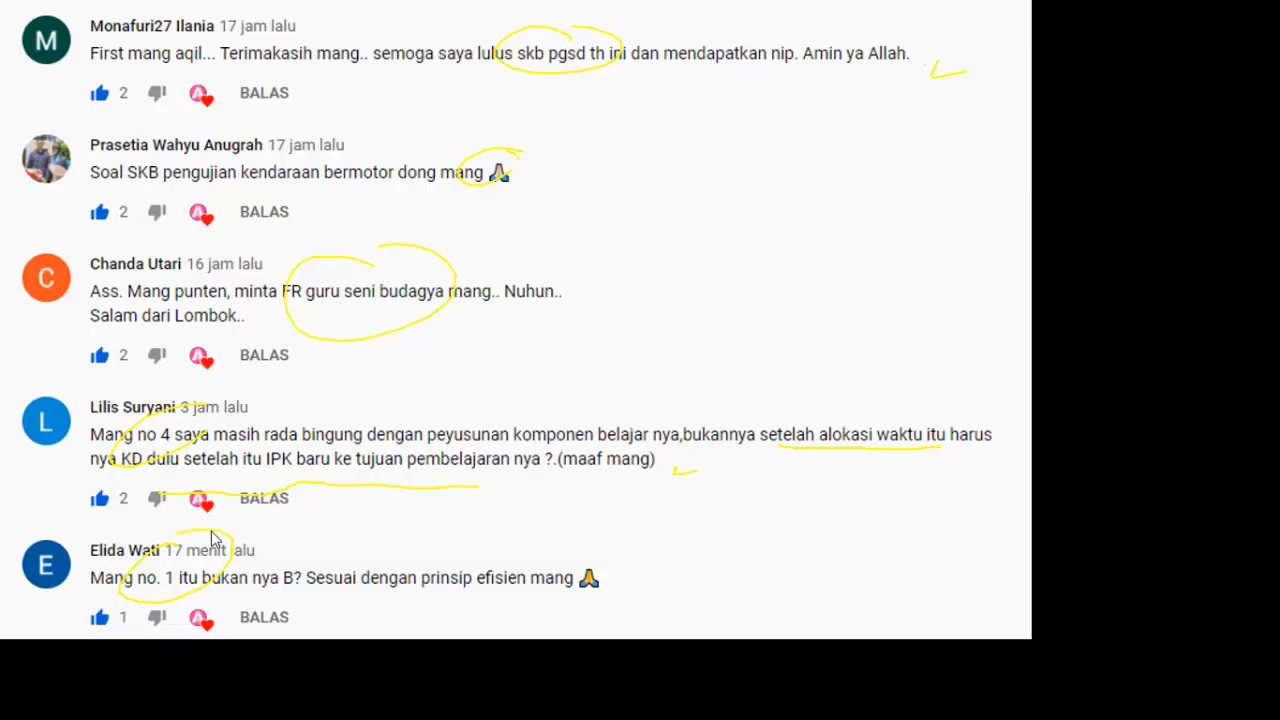 M
Monafuri27 Ilania 17 jam lalu
First mang aqil... Terimakasih mang.. semoga saya lulus skb pgsd th ini dan mendapatkan nip. Amin ya Allah.
2 BALAS
Prasetia Wahyu Anugrah 17 jam lalu
Soal SKB pengujian kendaraan bermotor dong mang 🙏
2 BALAS
C
Chanda Utari 16 jam lalu
Ass. Mang punten, minta FR guru seni budagya mang.. Nuhun..
Salam dari Lombok..
2 BALAS
L
Lilis Suryani 3 jam lalu
Mang no 4 saya masih rada bingung dengan peyusunan komponen belajar nya,bukannya setelah alokasi waktu itu harus
nya KD dulu setelah itu IPK baru ke tujuan pembelajaran nya ?.(maaf mang)
2 BALAS
E
Elida Wati 17 menit lalu
Mang no. 1 itu bukan nya B? Sesuai dengan prinsip efisien mang 🙏
1 BALAS